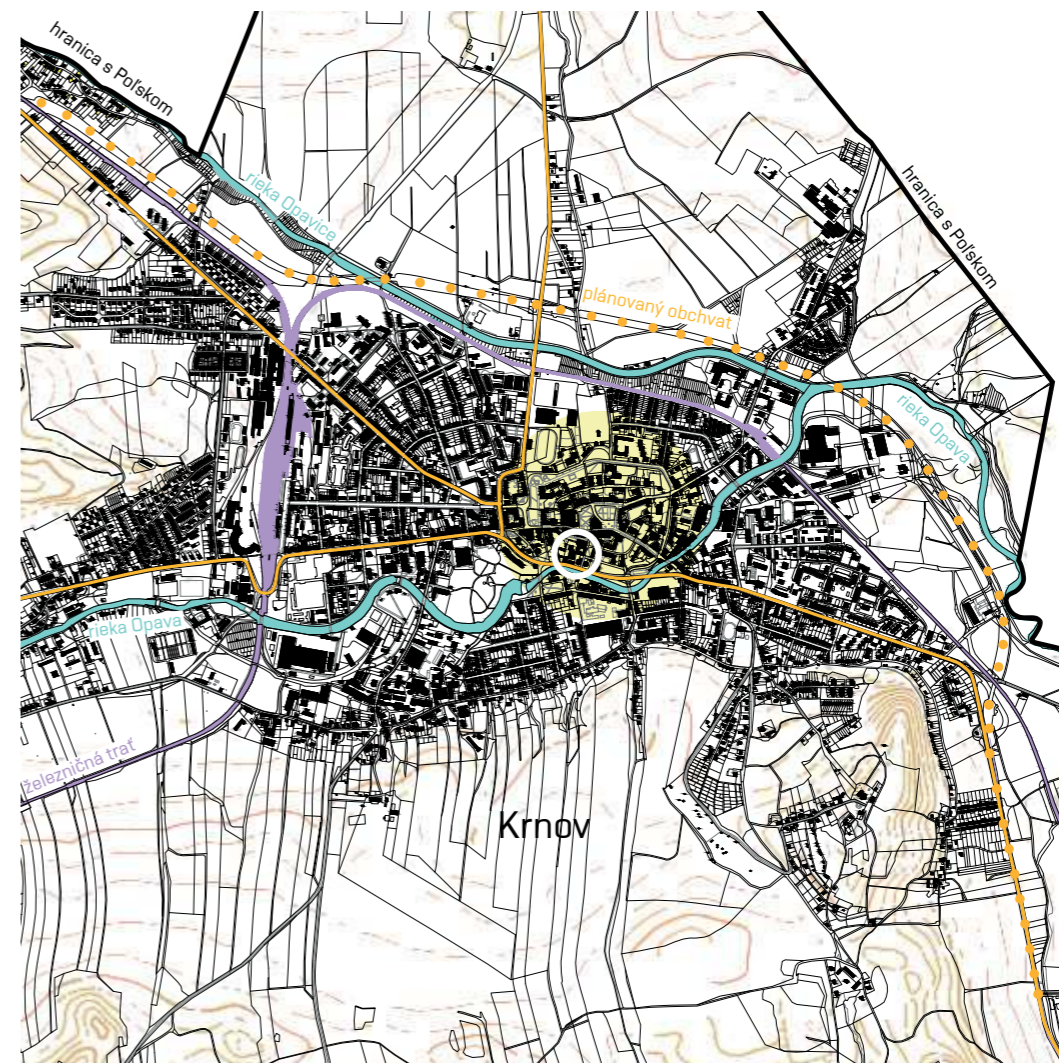 hranica s Poľskom
rieka Opavice
hranica s Poľskom
plánovaný obchvat
rieka Opava
rieka Opava
železničná trať
Krnov